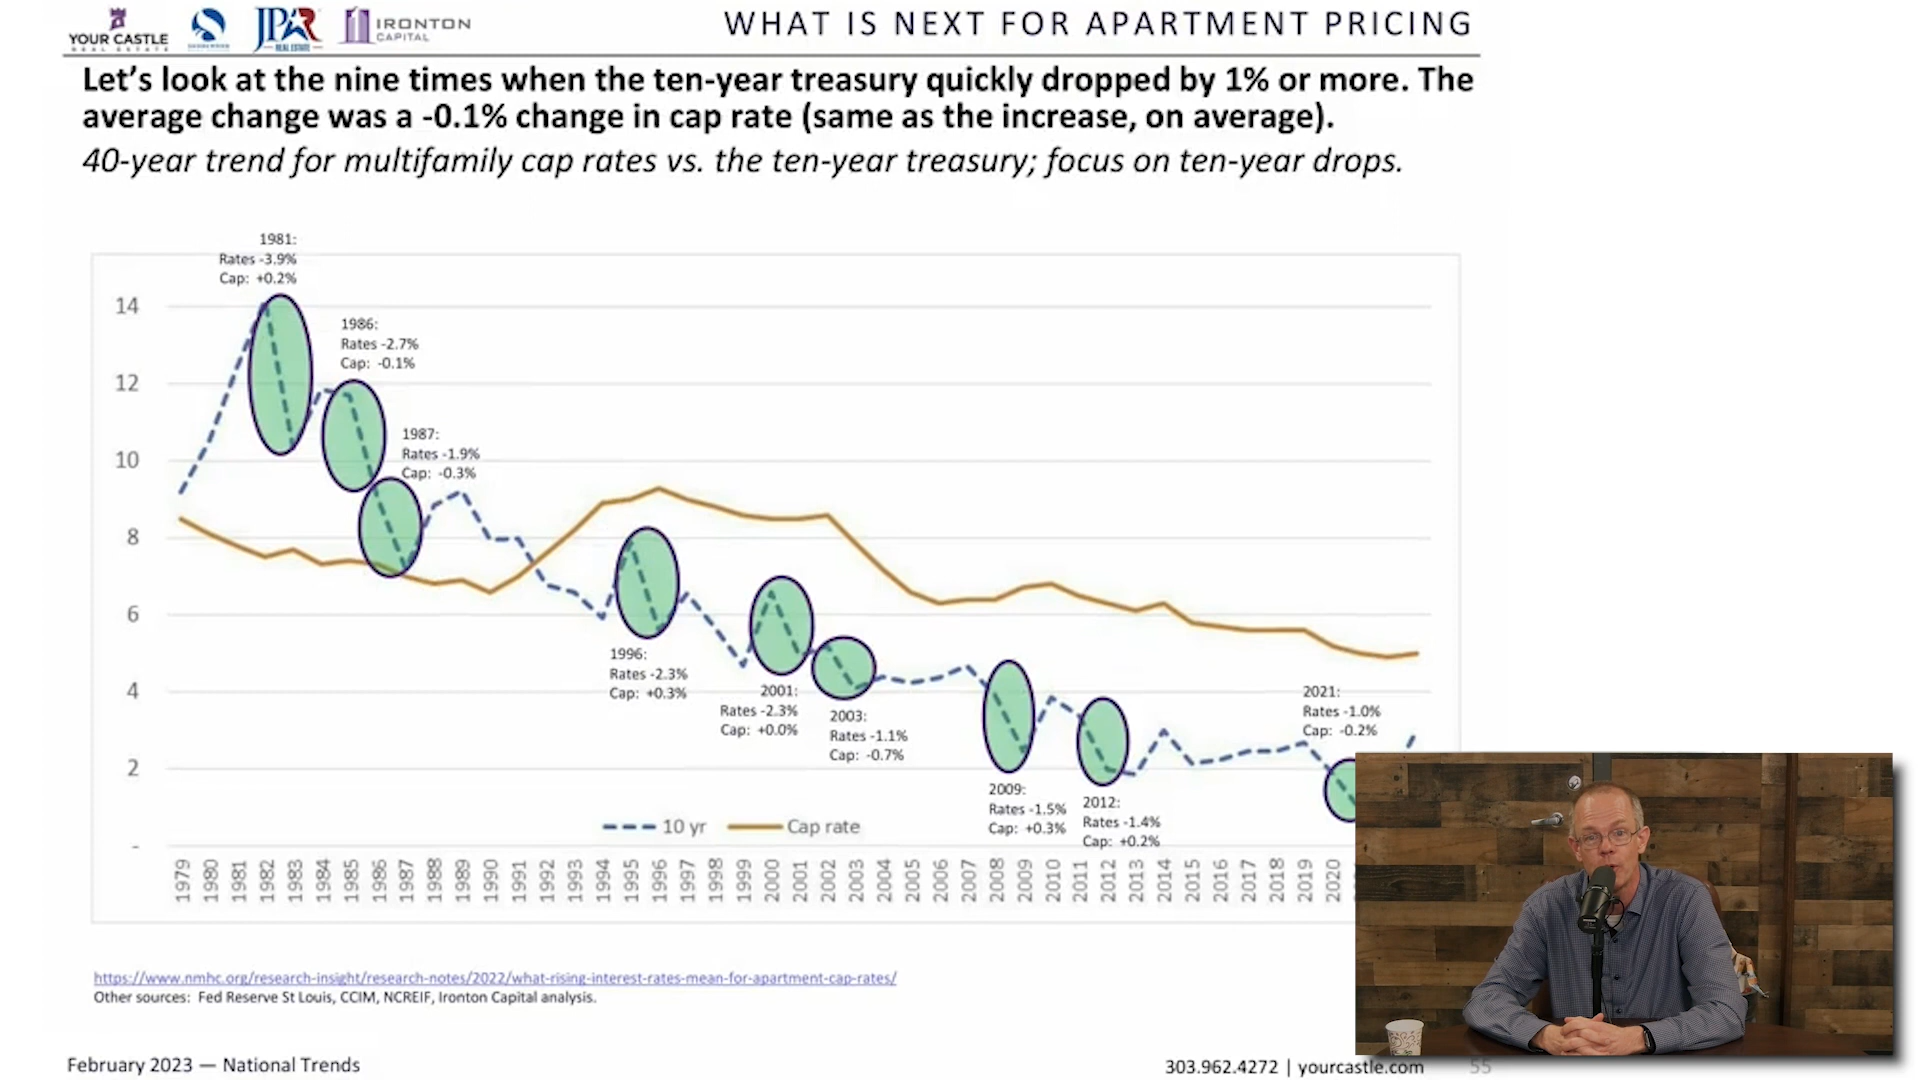 YOUR CASTLE
REAL ESTATE
JPAR
REAL ESTATE
IRONTON
CAPITAL
WHAT IS NEXT FOR APARTMENT PRICING
Let’s look at the nine times when the ten-year treasury quickly dropped by 1% or more. The
average change was a -0.1% change in cap rate (same as the increase, on average).
40-year trend for multifamily cap rates vs. the ten-year treasury; focus on ten-year drops.
1981:
Rates -3.9%
Cap: +0.2%
1986:
Rates -2.7%
Cap: -0.1%
1987:
Rates -1.9%
Cap: -0.3%
1996:
Rates -2.3%
Cap: +0.3%
2001:
Rates -2.3%
Cap: +0.0%
2003:
Rates -1.1%
Cap: -0.7%
2009:
Rates -1.5%
Cap: +0.3%
2012:
Rates -1.4%
Cap: +0.2%
2021:
Rates -1.0%
Cap: -0.2%
14
12
10
8
6
4
2
-
10 yr
Cap rate
1979
1980
1981
1982
1983
1984
1985
1986
1987
1988
1989
1990
1991
1992
1993
1994
1995
1996
1997
1998
1999
2000
2001
2002
2003
2004
2005
2006
2007
2008
2009
2010
2011
2012
2013
2014
2015
2016
2017
2018
2019
2020
https://www.nmhc.org/research-insight/research-notes/2022/what-rising-interest-rates-mean-for-apartment-cap-rates/
Other sources: Fed Reserve St Louis, CCIM, NCREIF, Ironton Capital analysis.
February 2023 — National Trends
303.962.4272 | yourcastle.com
55